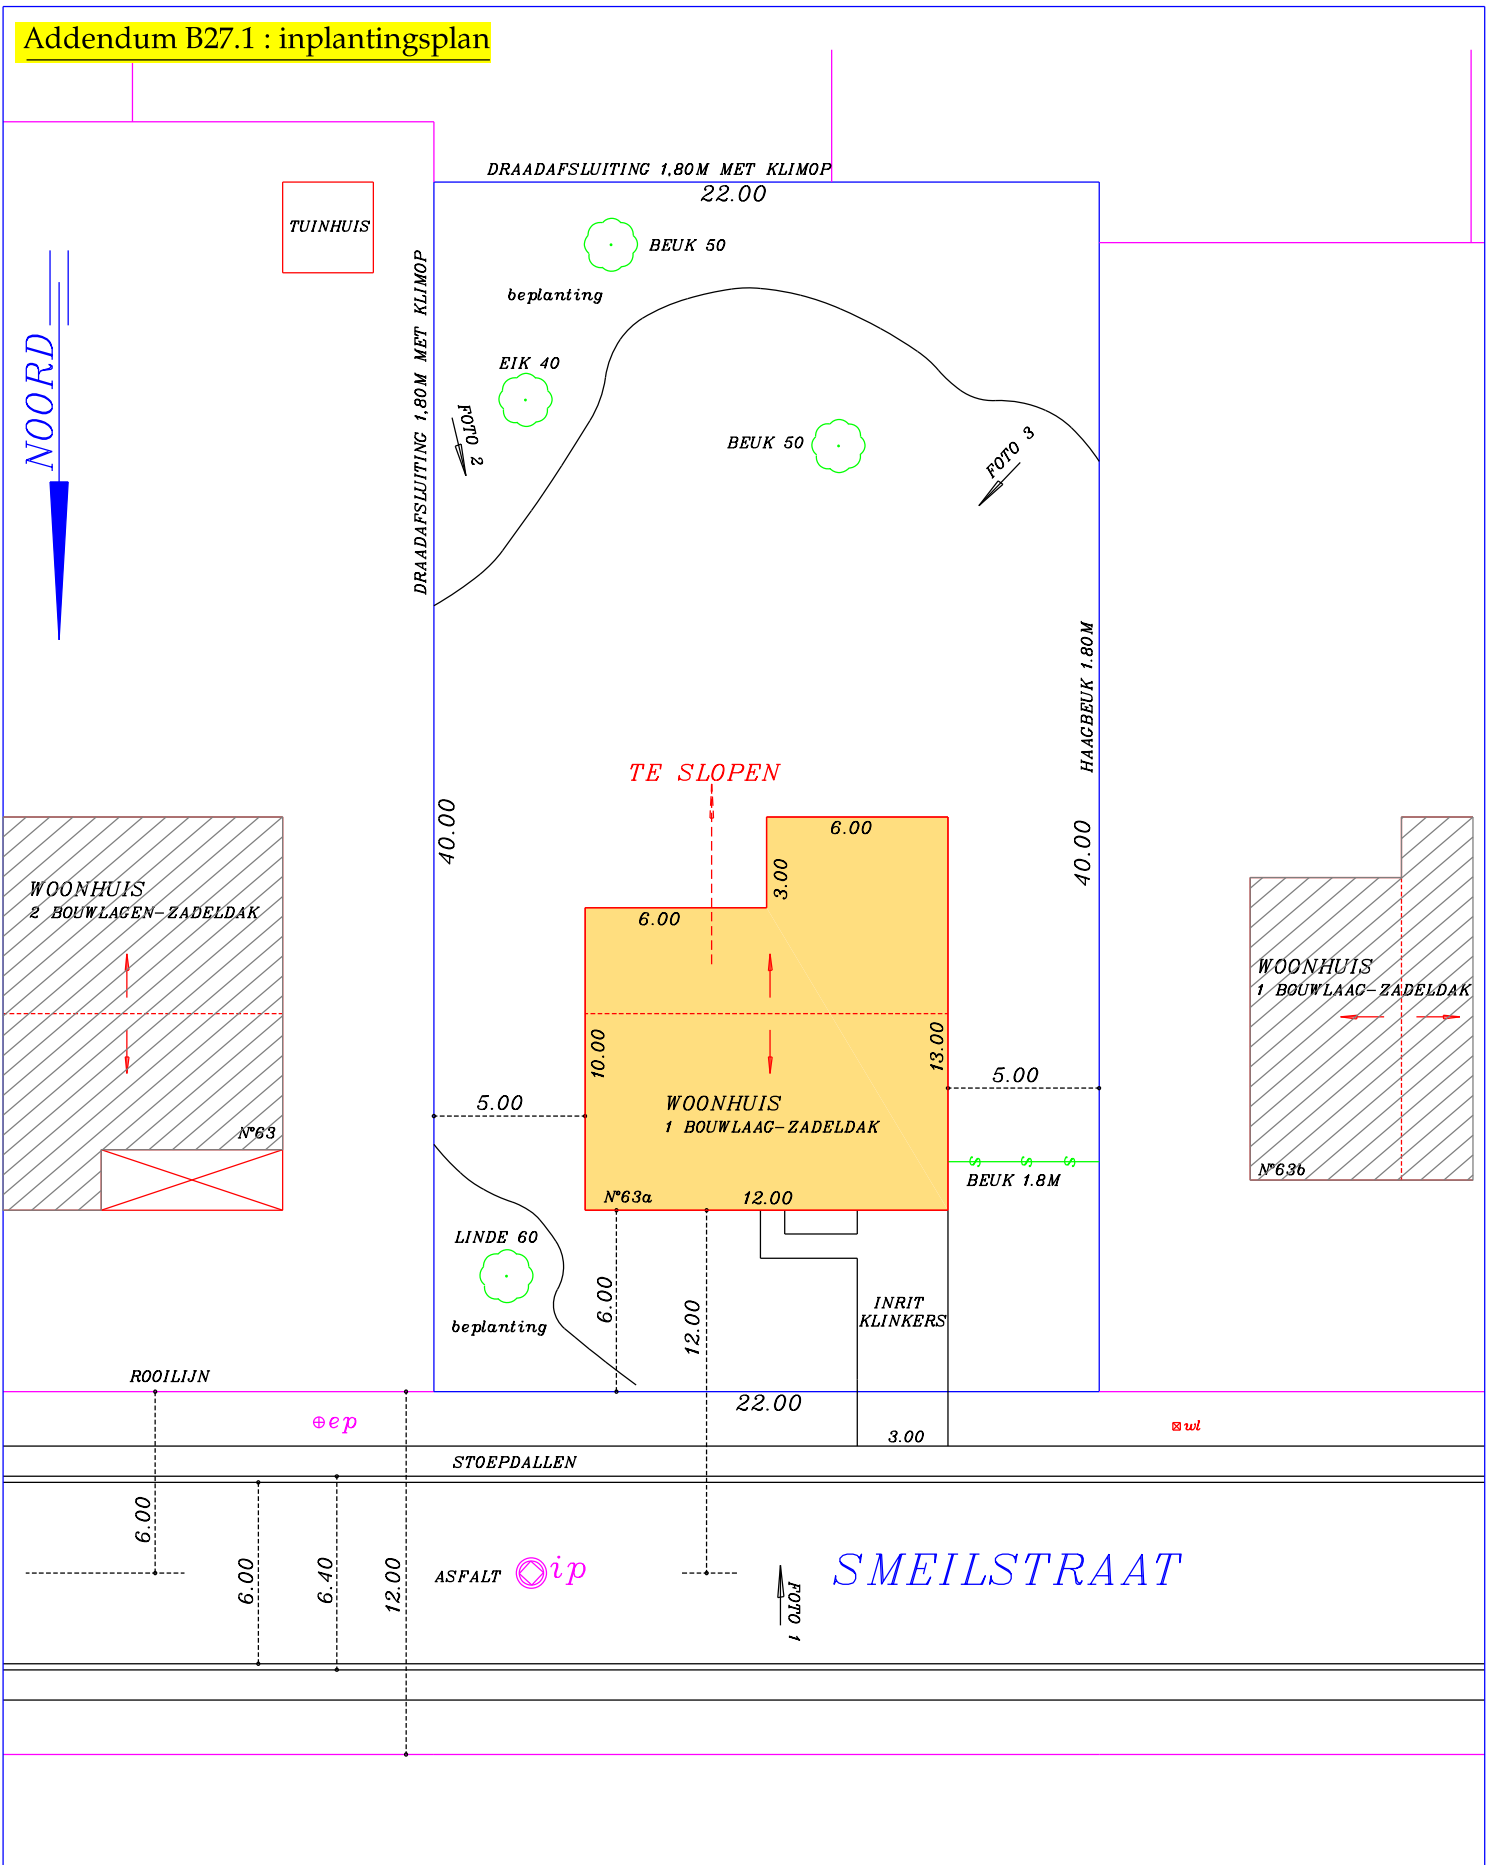 Addendum B27.1 : inplantingsplan
DRAADAFSLUITING 1,80M MET KLIMOP
22.00
TUINHUIS
BEUK 50
beplanting
DRAADAFSLUITING 1,80M MET KLIMOP
NOORD
EIK 40
FOTO 2
BEUK 50
FOTO 3
HAAGBEUK 1.80M
TE SLOPEN
40.00
40.00
6.00
3.00
6.00
WOONHUIS
2 BOUWLAGEN-ZADELDAK
WOONHUIS
1 BOUWLAAG-ZADELDAK
10.00
13.00
5.00
5.00
WOONHUIS
1 BOUWLAAG-ZADELDAK
N°63
N°63b
BEUK 1.8M
N°63a
12.00
LINDE 60
6.00
12.00
INRIT
KLINKERS
beplanting
ROOILIJN
22.00
ep
wl
3.00
STOEPDALLEN
6.00
6.00
6.40
12.00
ASFALT
ip
SMEILSTRAAT
FOTO 1